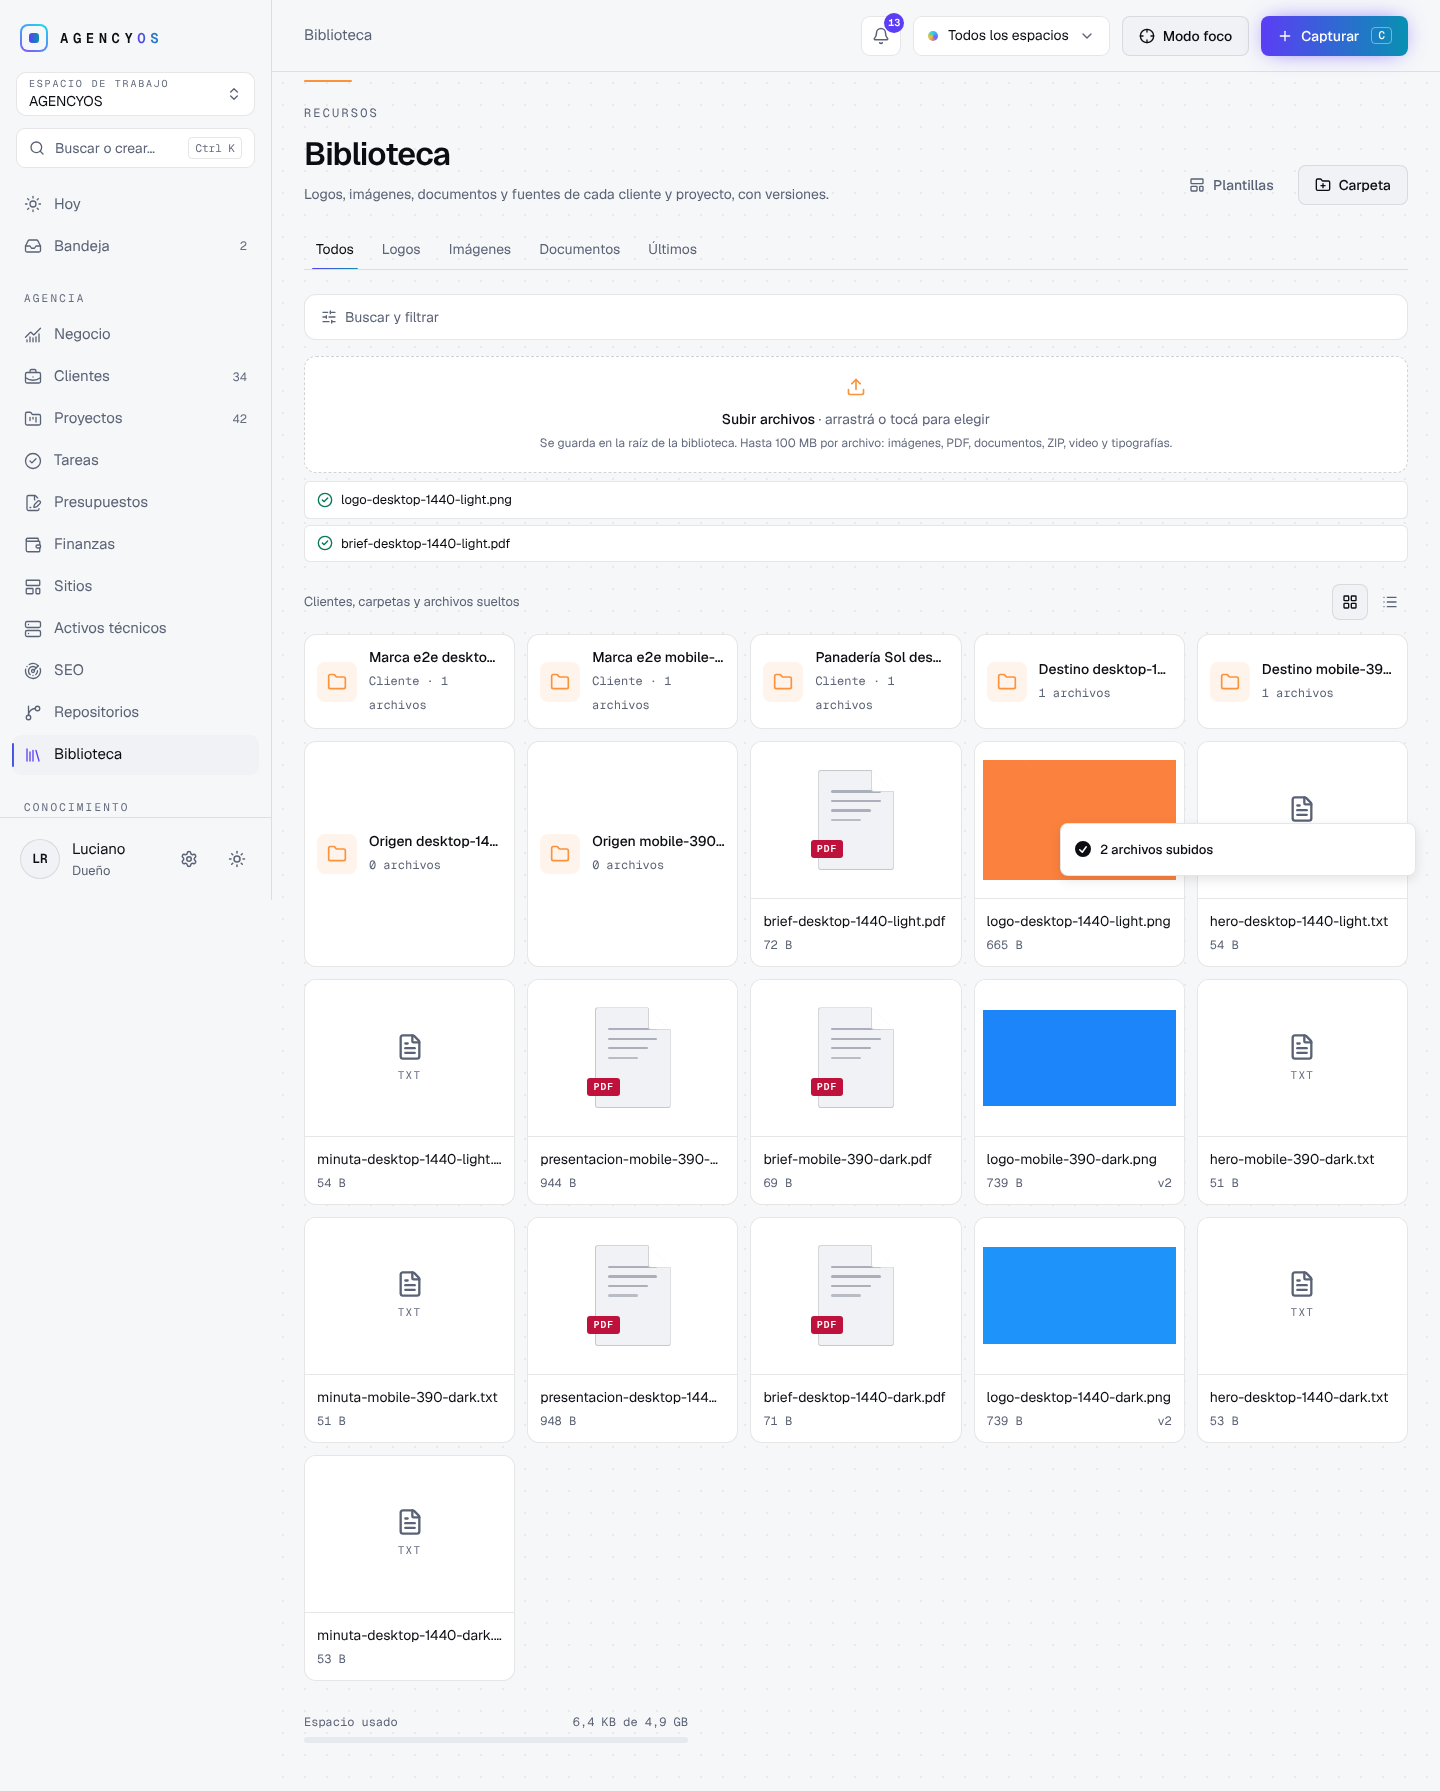 AGENCYOS
ESPACIO DE TRABAJO
AGENCYOS
Buscar o crear...
Ctrl K
Hoy
Bandeja
2
AGENCIA
Negocio
Clientes
34
Proyectos
42
Tareas
Presupuestos
Finanzas
Sitios
Activos técnicos
SEO
Repositorios
Biblioteca
CONOCIMIENTO
LR
Luciano
Dueño
Biblioteca
13
Todos los espacios
Modo foco
Capturar
C
RECURSOS
Biblioteca
Logos, imágenes, documentos y fuentes de cada cliente y proyecto, con versiones.
Plantillas
Carpeta
Todos
Logos
Imágenes
Documentos
Últimos
Buscar y filtrar
Subir archivos · arrastrá o tocá para elegir
Se guarda en la raíz de la biblioteca. Hasta 100 MB por archivo: imágenes, PDF, documentos, ZIP, video y tipografías.
logo-desktop-1440-light.png
brief-desktop-1440-light.pdf
Clientes, carpetas y archivos sueltos
Marca e2e deskto...
Cliente · 1
archivos
Marca e2e mobile-...
Cliente · 1
archivos
Panadería Sol des...
Cliente · 1
archivos
Destino desktop-1...
1 archivos
Destino mobile-39...
1 archivos
Origen desktop-14...
0 archivos
Origen mobile-390...
0 archivos
PDF
brief-desktop-1440-light.pdf
72 B
logo-desktop-1440-light.png
665 B
2 archivos subidos
hero-desktop-1440-light.txt
54 B
TXT
minuta-desktop-1440-light....
54 B
PDF
presentacion-mobile-390-...
944 B
PDF
brief-mobile-390-dark.pdf
69 B
logo-mobile-390-dark.png
739 B
v2
TXT
hero-mobile-390-dark.txt
51 B
TXT
minuta-mobile-390-dark.txt
51 B
PDF
presentacion-desktop-144...
948 B
PDF
brief-desktop-1440-dark.pdf
71 B
logo-desktop-1440-dark.png
739 B
v2
TXT
hero-desktop-1440-dark.txt
53 B
TXT
minuta-desktop-1440-dark....
53 B
Espacio usado
6,4 KB de 4,9 GB